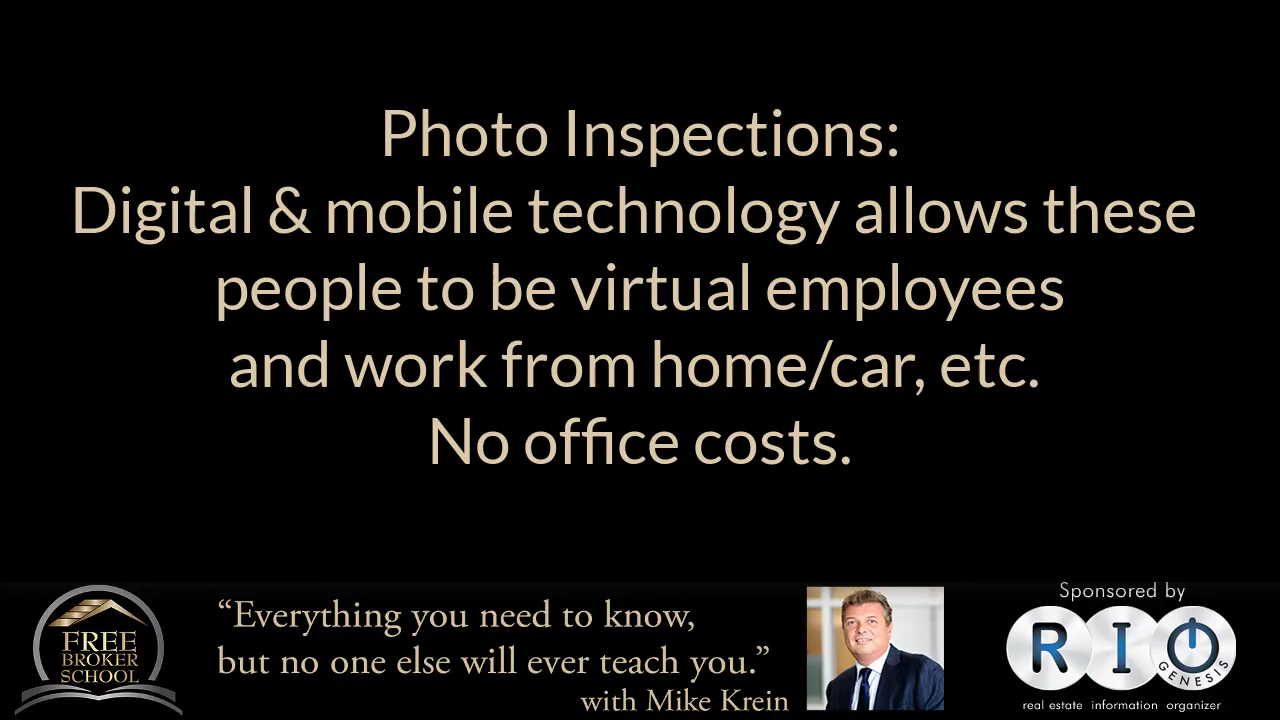 Photo Inspections:
Digital & mobile technology allows these
people to be virtual employees
and work from home/car, etc.
No office costs.
FREE
BROKER
SCHOOL
“Everything you need to know,
but no one else will ever teach you.”
with Mike Krein
Sponsored by
RIO
GENESIS
real estate information organizer